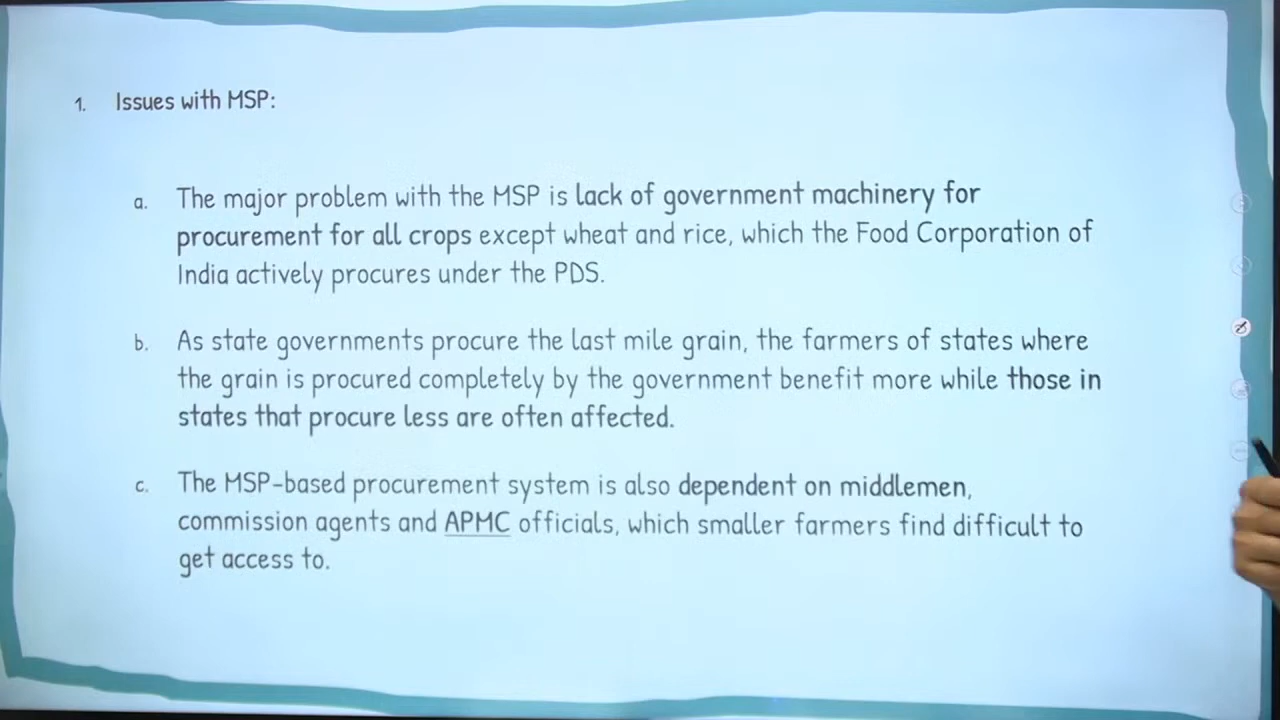 1. Issues with MSP:
a. The major problem with the MSP is lack of government machinery for
procurement for all crops except wheat and rice, which the Food Corporation of
India actively procures under the PDS.
b. As state governments procure the last mile grain, the farmers of states where
the grain is procured completely by the government benefit more while those in
states that procure less are often affected.
c. The MSP-based procurement system is also dependent on middlemen,
commission agents and APMC officials, which smaller farmers find difficult to
get access to.